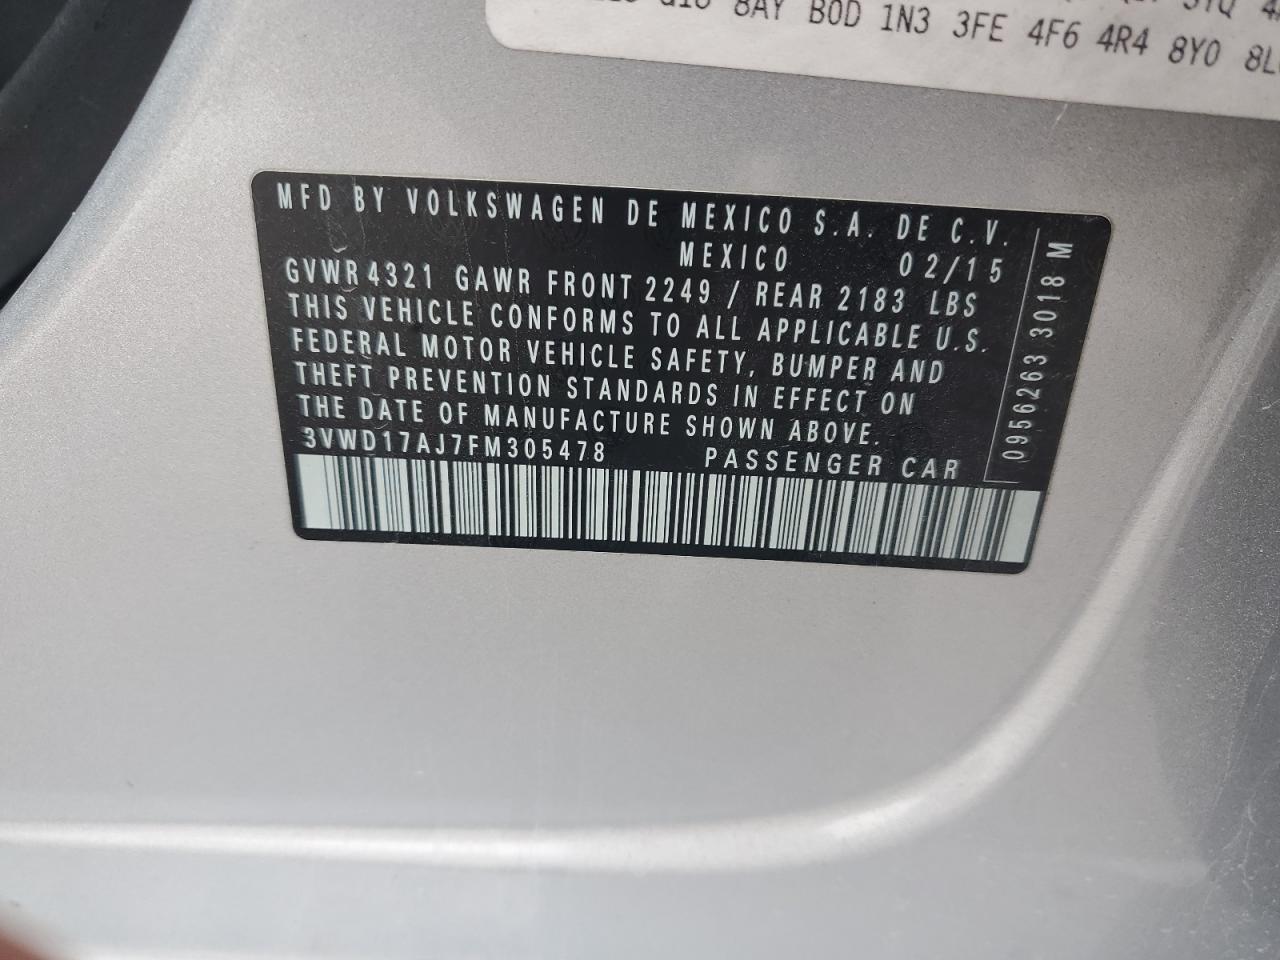 8AY B0D 1N3 3FE 4F6 4R4 8Y0
MFD BY VOLKSWAGEN DE MEXICO S.A. DE C.V.
MEXICO 02/15
GVWR 4321 GAWR FRONT 2249 / REAR 2183 LBS
THIS VEHICLE CONFORMS TO ALL APPLICABLE U.S.
FEDERAL MOTOR VEHICLE SAFETY, BUMPER AND
THEFT PREVENTION STANDARDS IN EFFECT ON
THE DATE OF MANUFACTURE SHOWN ABOVE.
3VWD17AJ7FM305478 PASSENGER CAR
0956263 3018 M